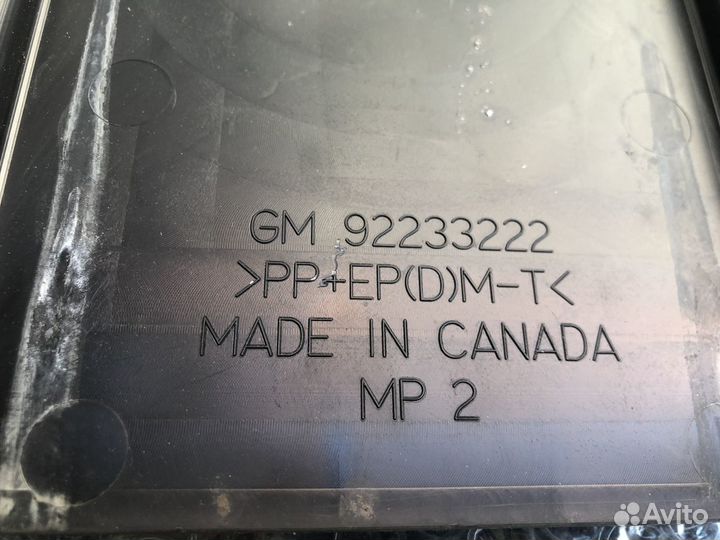 GM 92233222
>PP+EP(D)M-T<
MADE IN CANADA
MP 2
Avito